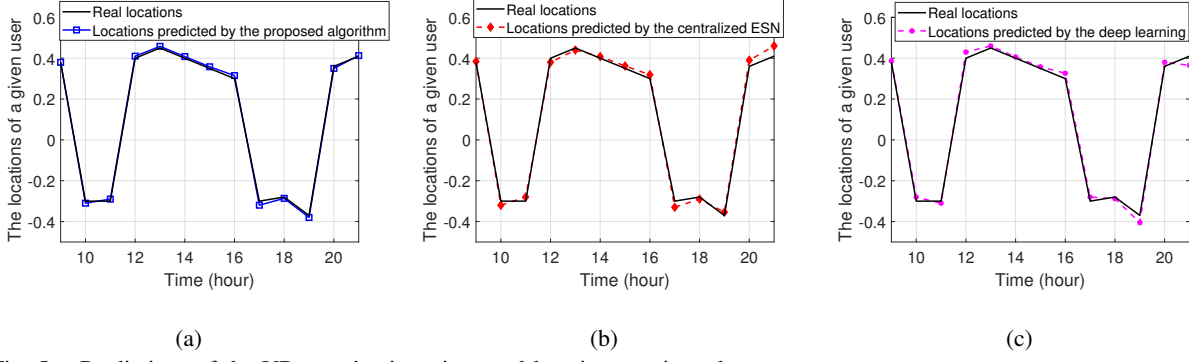 Real locations
Locations predicted by the proposed algorithm
The locations of a given user
0.6
0.4
0.2
0
-0.2
-0.4
10 12 14 16 18 20
Time (hour)
(a)
Real locations
Locations predicted by the centralized ESN
The locations of a given user
0.6
0.4
0.2
0
-0.2
-0.4
10 12 14 16 18 20
Time (hour)
(b)
Real locations
Locations predicted by the deep learning
The locations of a given user
0.6
0.4
0.2
0
-0.2
-0.4
10 12 14 16 18 20
Time (hour)
(c)